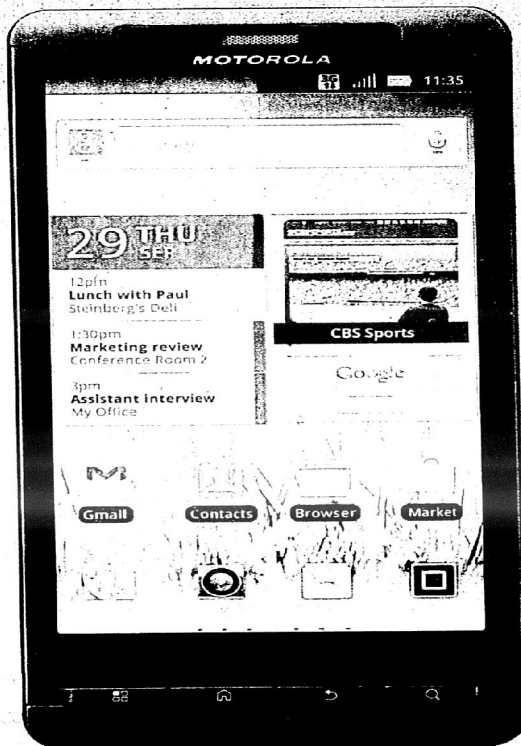 MOTOROLA
3G
11:35
29 THU
SEP
12pm
Lunch with Paul
Steinberg's Deli
1:30pm
Marketing review
Conference Room 2
3pm
Assistant interview
My Office
CBS Sports
Google
Gmail
Contacts
Browser
Market